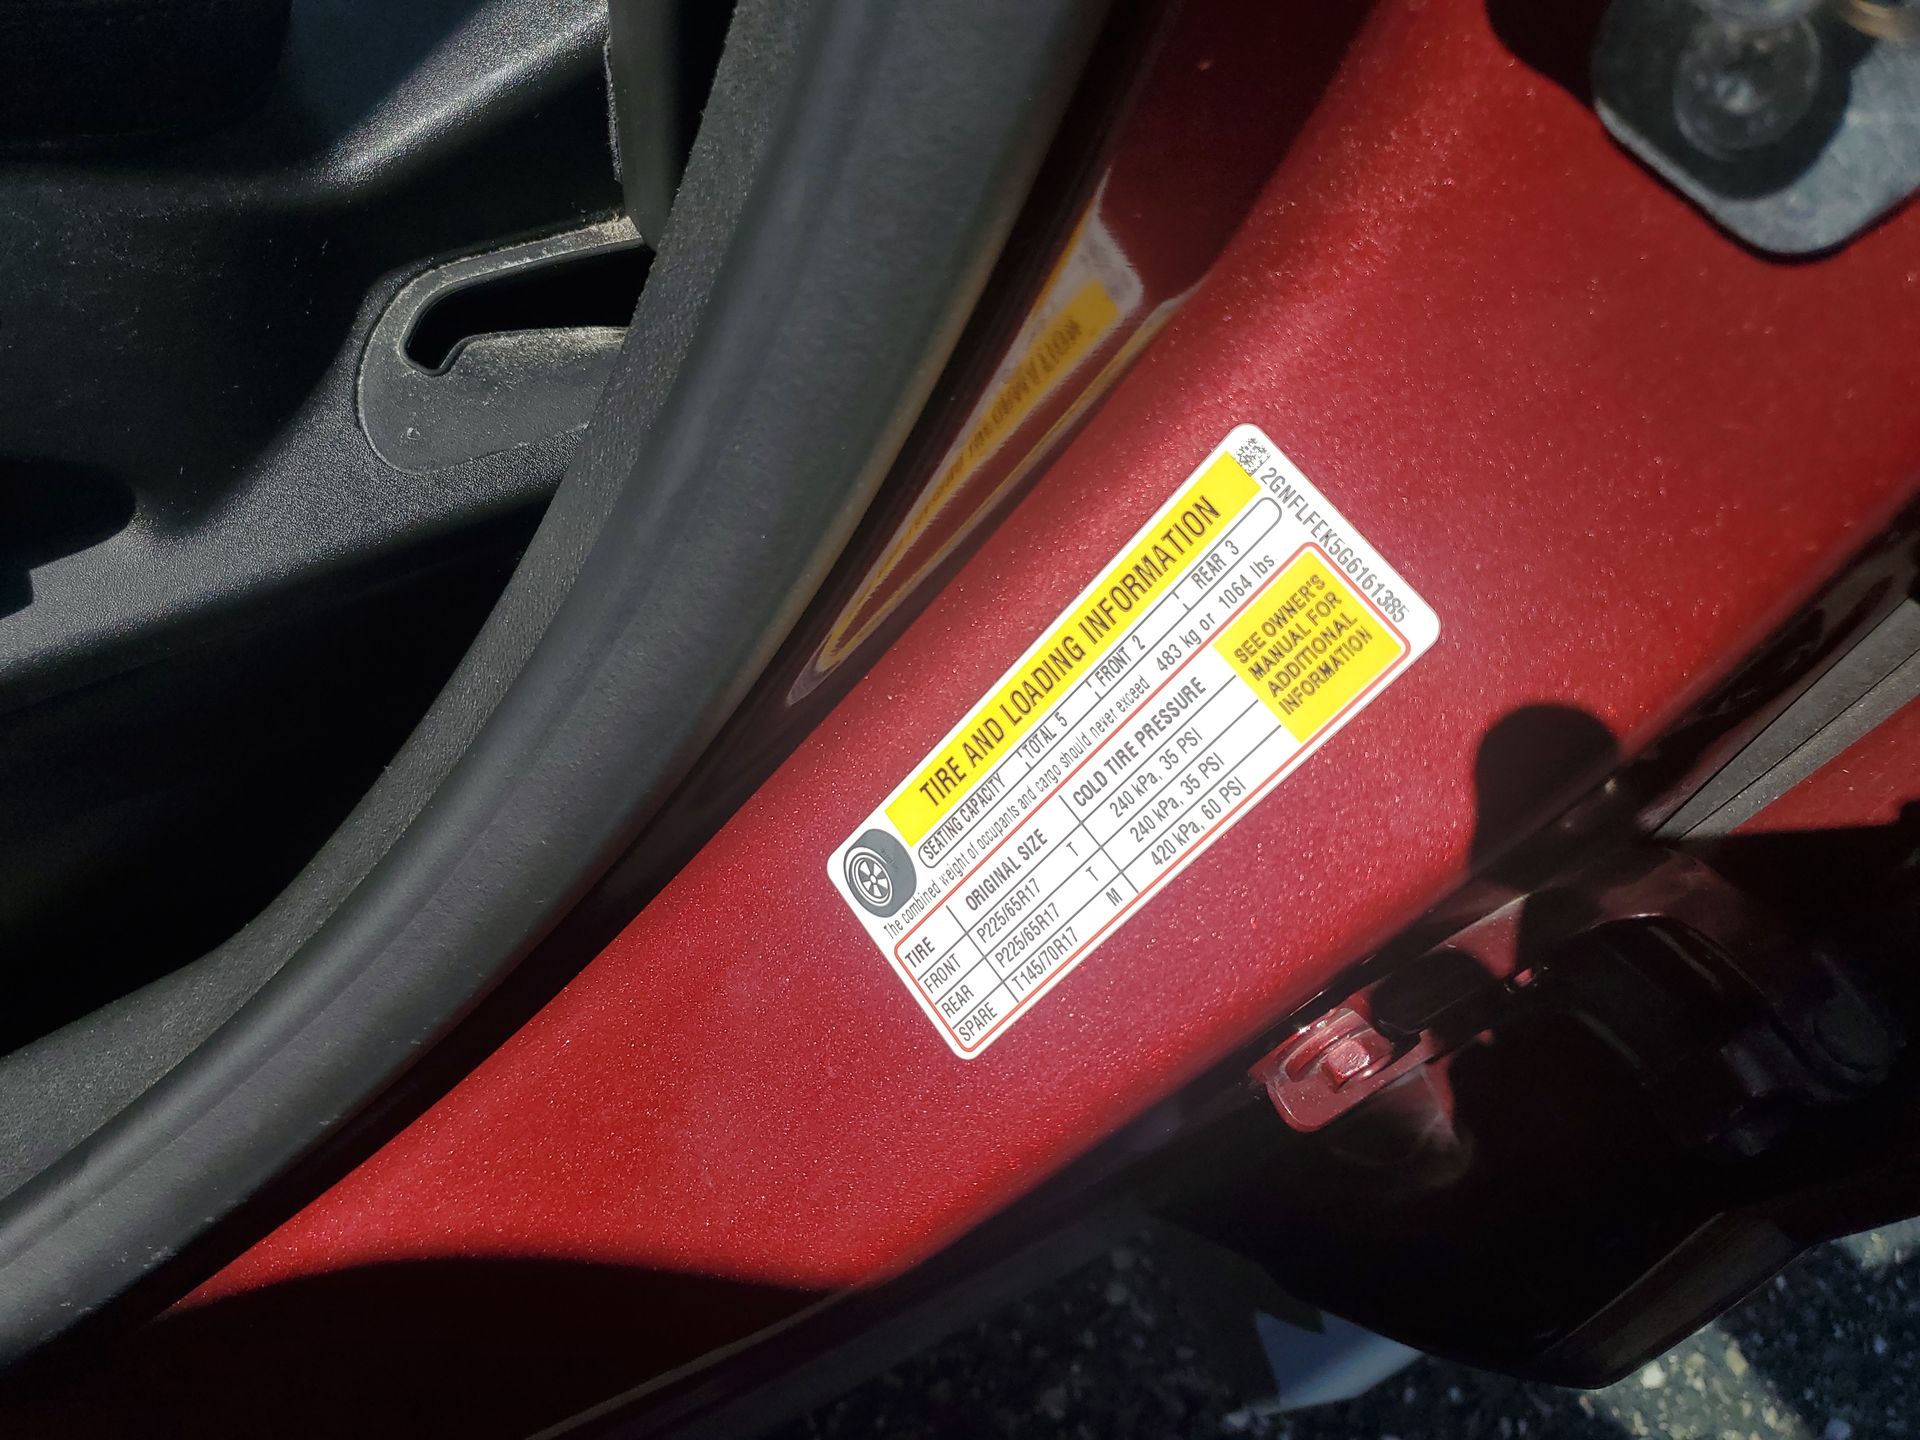 2GNFLFEK5G6161385
TIRE AND LOADING INFORMATION
SEATING CAPACITY TOTAL 5 FRONT 2 REAR 3
The combined weight of occupants and cargo should never exceed 483 kg or 1064 lbs.
TIRE ORIGINAL SIZE COLD TIRE PRESSURE
FRONT P225/65R17 T 240 kPa, 35 PSI
REAR P225/65R17 T 240 kPa, 35 PSI
SPARE T145/70R17 M 420 kPa, 60 PSI
SEE OWNER'S
MANUAL FOR
ADDITIONAL
INFORMATION